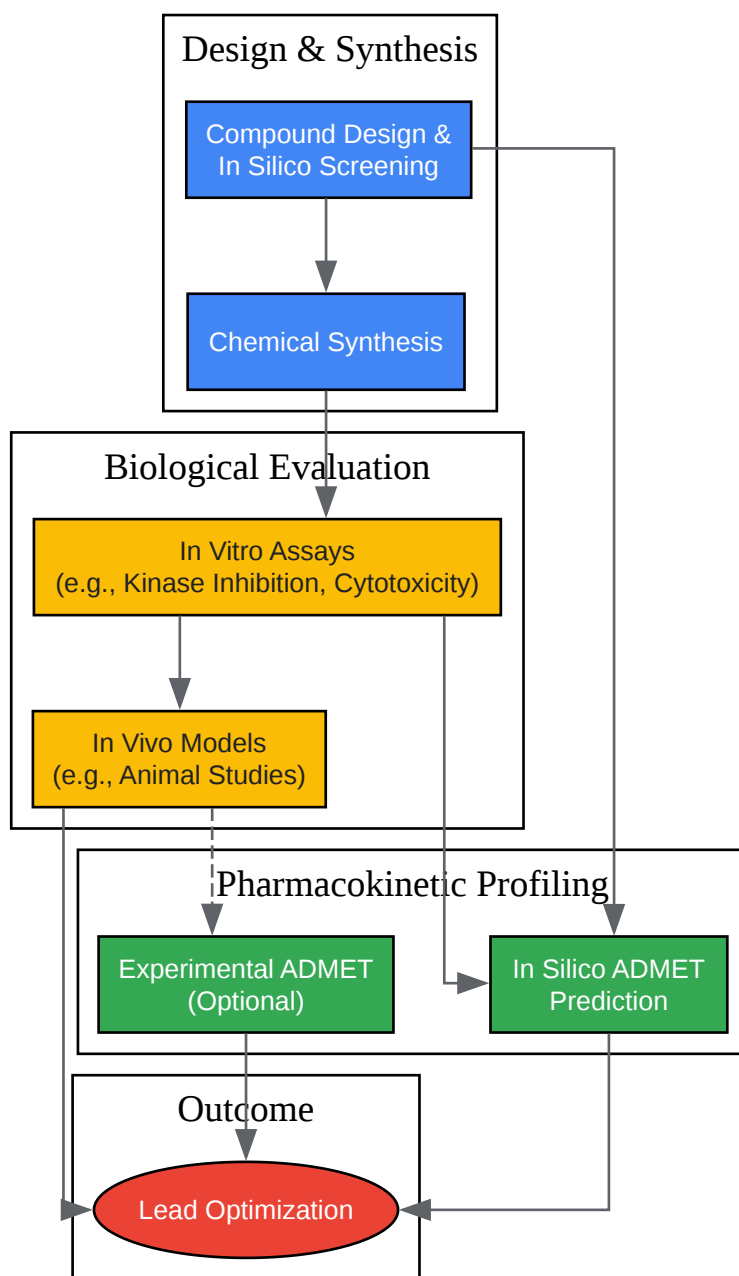 Design & Synthesis
Compound Design &
In Silico Screening
Chemical Synthesis
Biological Evaluation
In Vitro Assays
(e.g., Kinase Inhibition, Cytotoxicity)
In Vivo Models
(e.g., Animal Studies)
Pharmacokinetic Profiling
Experimental ADMET
(Optional)
In Silico ADMET
Prediction
Outcome
Lead Optimization